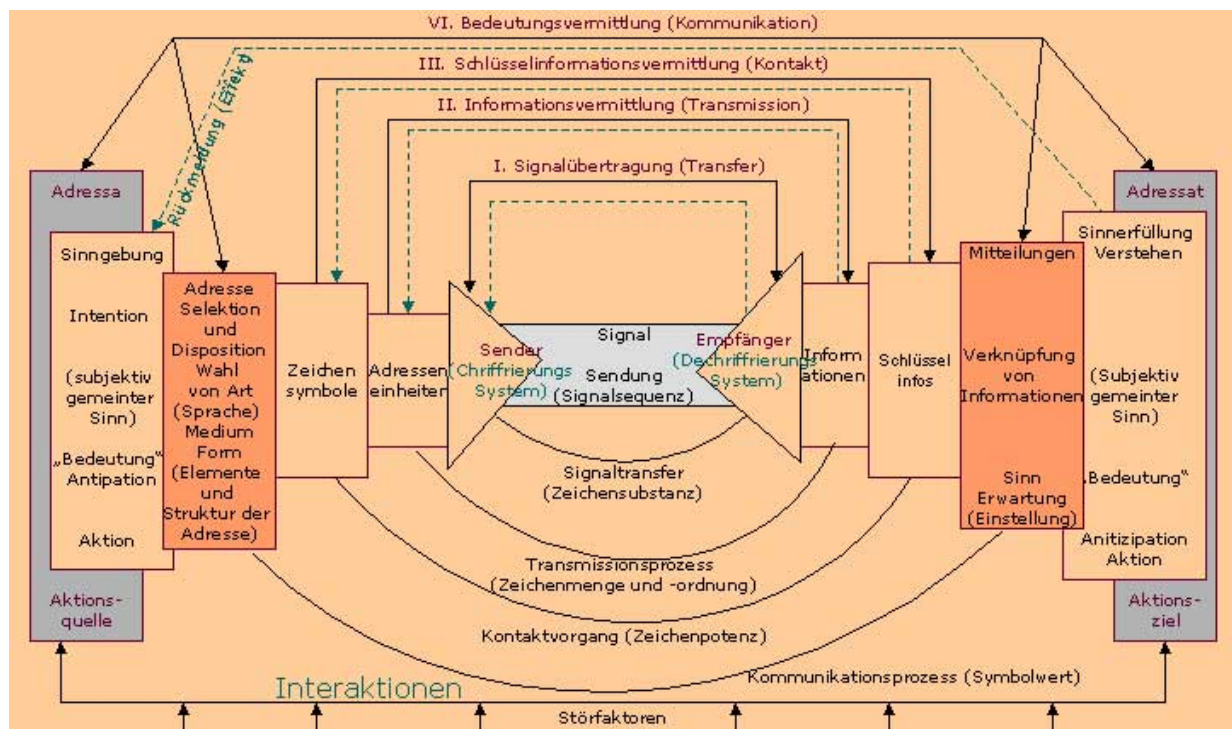 VI. Bedeutungsvermittlung (Kommunikation)
Rückmeldung (Effekt)
III. Schlüsselinformationsvermittlung (Kontakt)
II. Informationsvermittlung (Transmission)
I. Signalübertragung (Transfer)
Adressa
Sinngebung
Intention
(subjektiv
gemeinter
Sinn)
„Bedeutung“
Antipation
Aktion
Aktions-
quelle
Adresse
Selektion
und
Disposition
Wahl
von Art
(Sprache)
Medium
Form
(Elemente
und
Struktur der
Adresse)
Zeichen
symbole
Adressen
einheiten
Sender
(Chriffrierungs
System)
Signal
Sendung
(Signalsequenz)
Empfänger
(Dechriffrierungs
System)
Inform
ationen
Schlüssel
infos
Mitteilungen
Verknüpfung
von
Informationen
Sinn
Erwartung
(Einstellung)
Adressat
Sinnerfüllung
Verstehen
(Subjektiv
gemeinter
Sinn)
„Bedeutung“
Anitizipation
Aktion
Aktions-
ziel
Signaltransfer
(Zeichensubstanz)
Transmissionsprozess
(Zeichenmenge und -ordnung)
Kontaktvorgang (Zeichenpotenz)
Kommunikationsprozess (Symbolwert)
Interaktionen
Störfaktoren